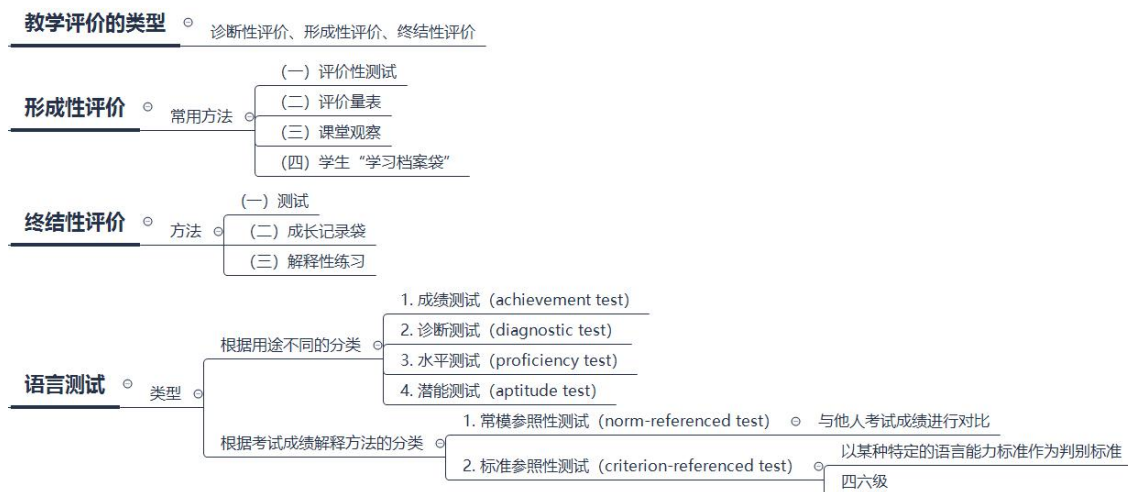 教学评价的类型
诊断性评价、形成性评价、终结性评价
形成性评价
常用方法
（一）评价性测试
（二）评价量表
（三）课堂观察
（四）学生“学习档案袋”
终结性评价
方法
（一）测试
（二）成长记录袋
（三）解释性练习
语言测试
类型
根据用途不同的分类
1. 成绩测试（achievement test）
2. 诊断测试（diagnostic test）
3. 水平测试（proficiency test）
4. 潜能测试（aptitude test）
根据考试成绩解释方法的分类
1. 常模参照性测试（norm-referenced test）
与他人考试成绩进行对比
2. 标准参照性测试（criterion-referenced test）
以某种特定的语言能力标准作为判别标准
四六级